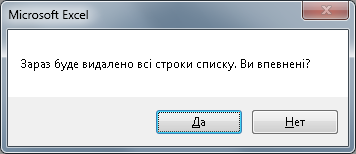 Microsoft Excel
Зараз буде видалено всі строки списку. Ви впевнені?
Да
Нет